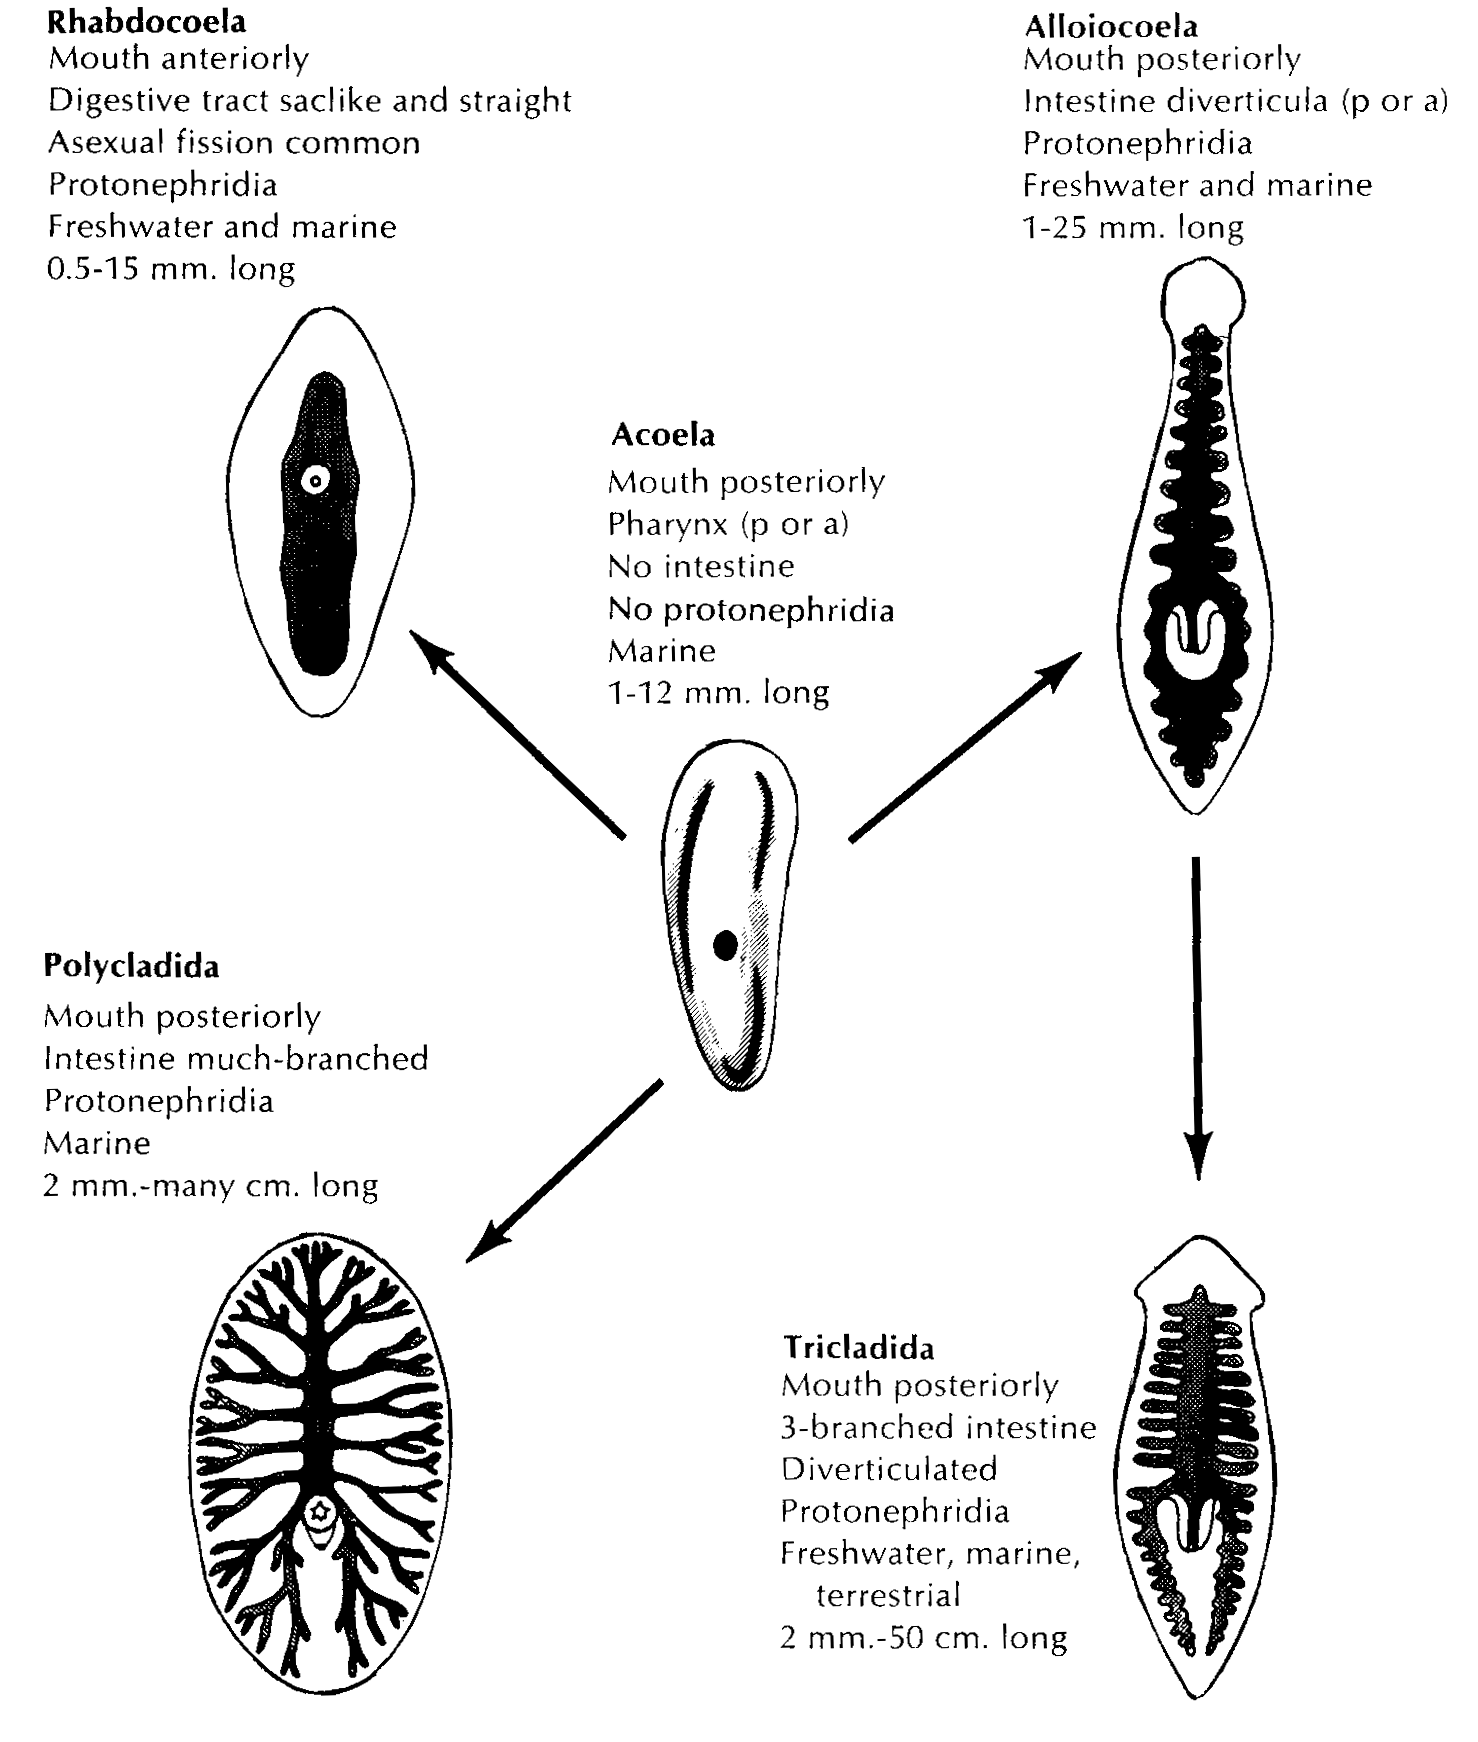 Rhabdocoela
Mouth anteriorly
Digestive tract saclike and straight
Asexual fission common
Protonephridia
Freshwater and marine
0.5-15 mm. long
Alloiocoela
Mouth posteriorly
Intestine diverticula (p or a)
Protonephridia
Freshwater and marine
1-25 mm. long
Acoela
Mouth posteriorly
Pharynx (p or a)
No intestine
No protonephridia
Marine
1-12 mm. long
Polycladida
Mouth posteriorly
Intestine much-branched
Protonephridia
Marine
2 mm.-many cm. long
Tricladida
Mouth posteriorly
3-branched intestine
Diverticulated
Protonephridia
Freshwater, marine,
terrestrial
2 mm.-50 cm. long